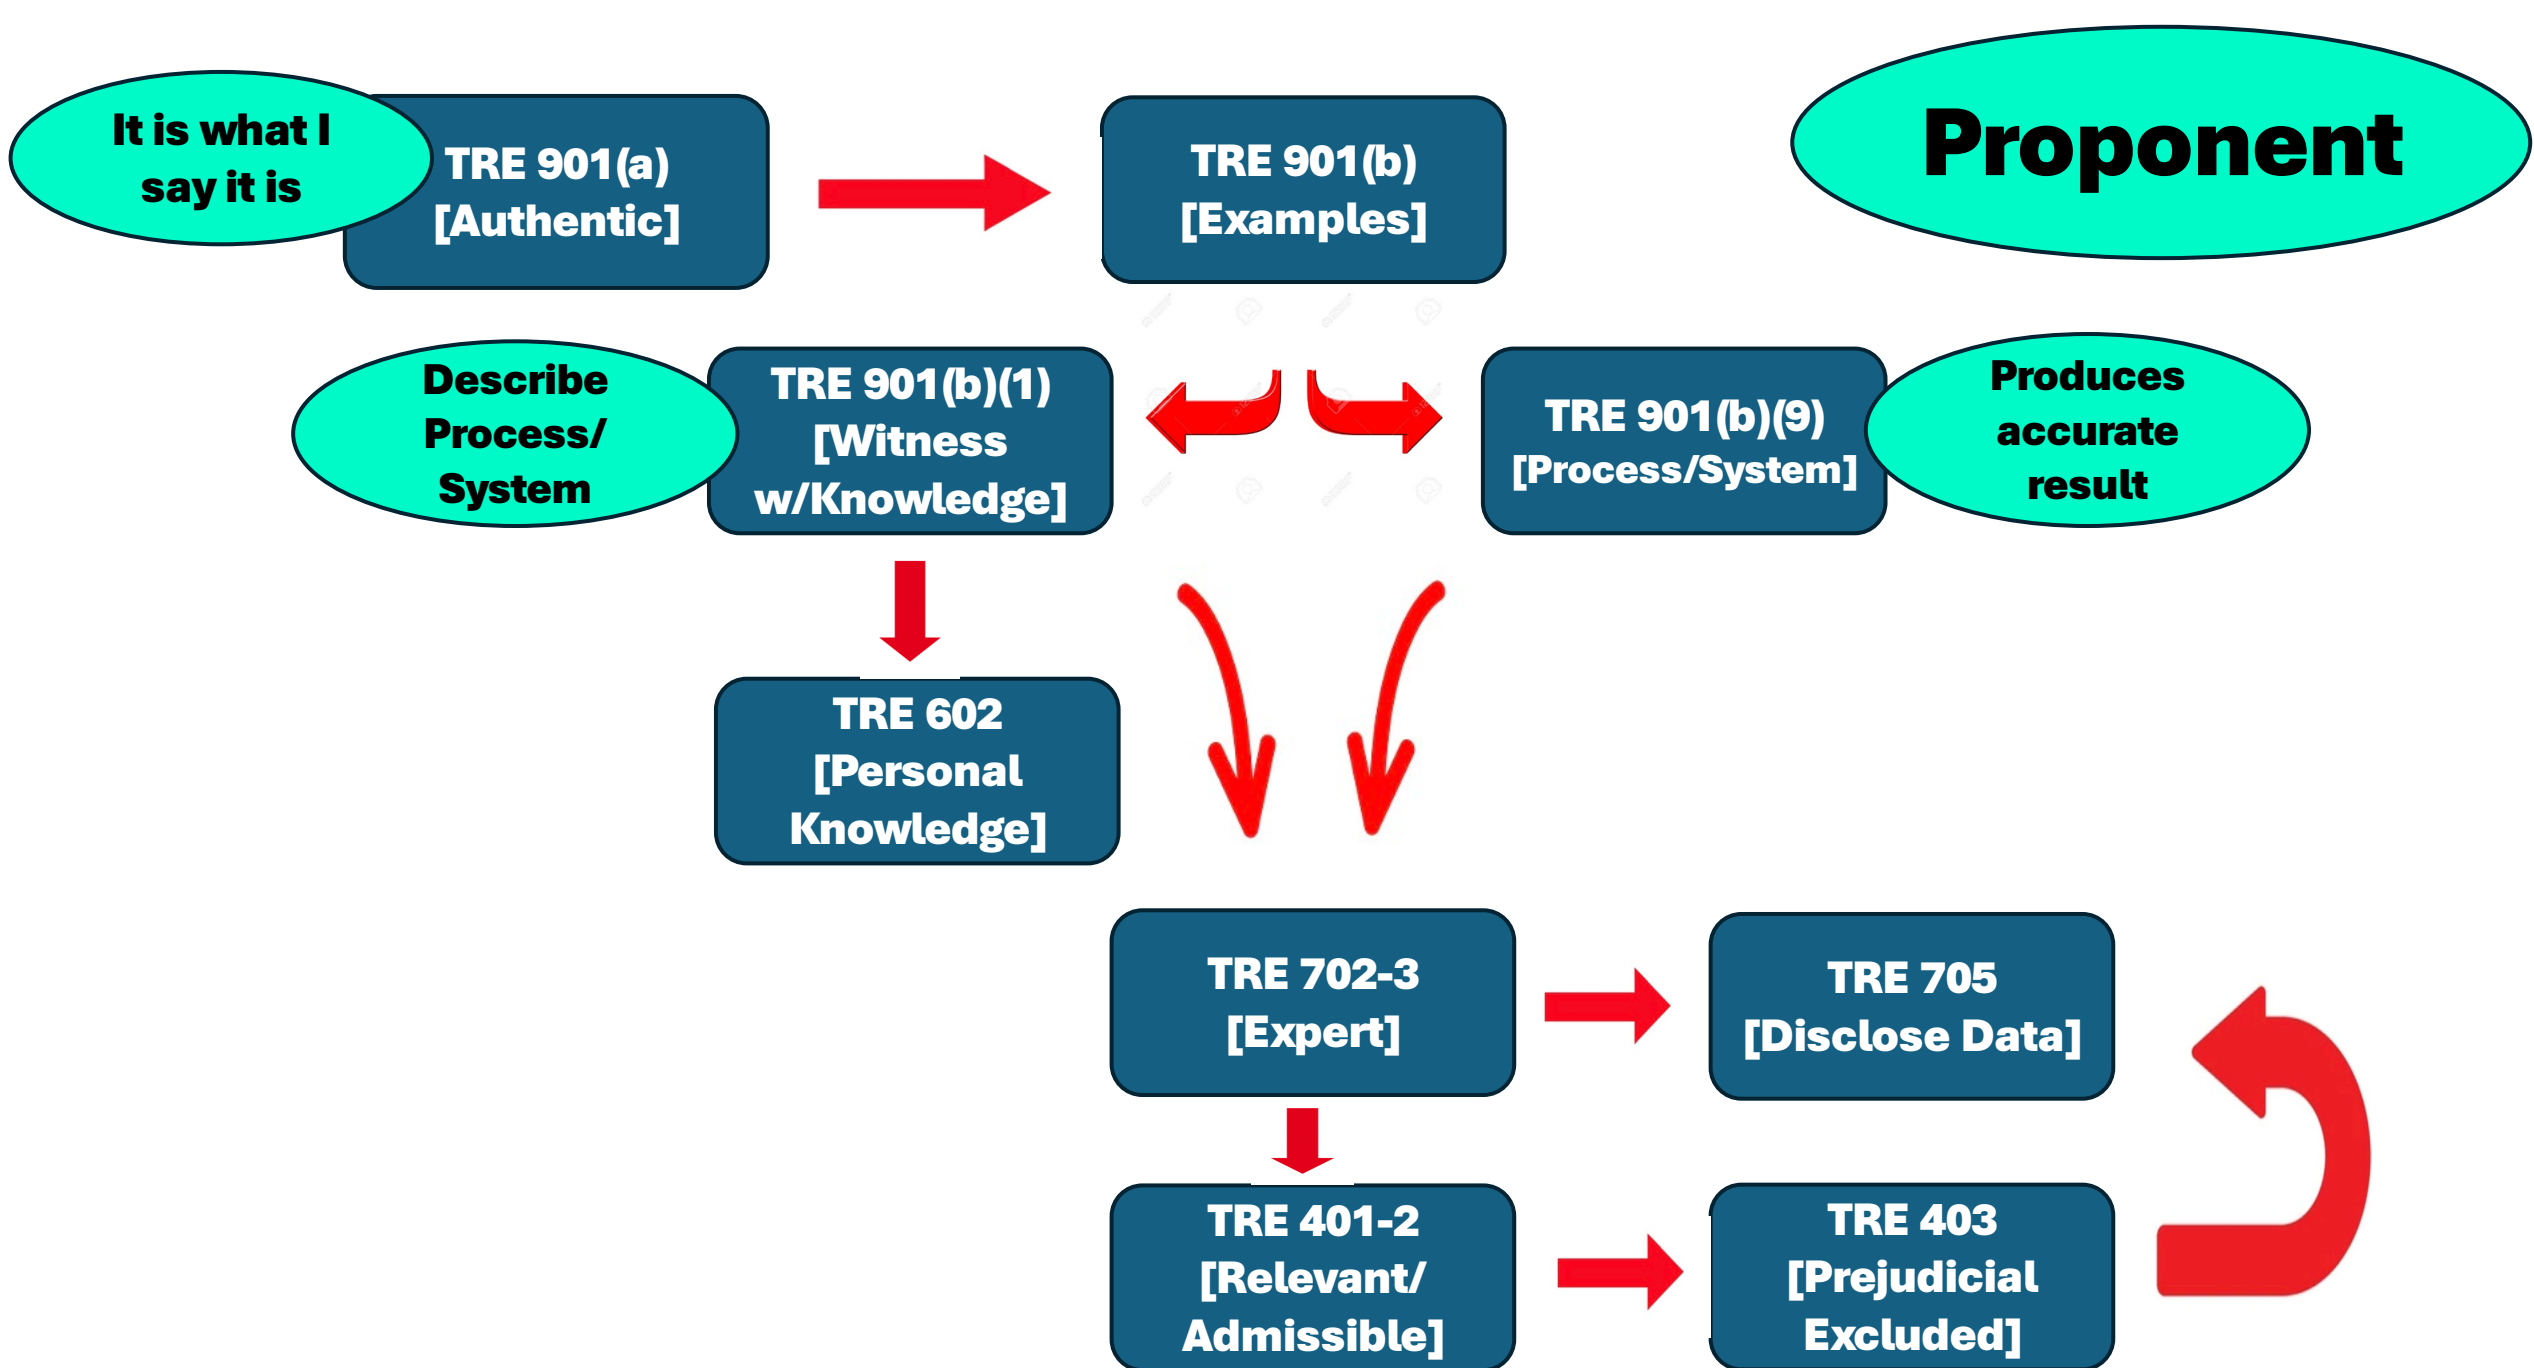 It is what I
say it is
TRE 901(a)
[Authentic]
TRE 901(b)
[Examples]
Proponent
Describe
Process/
System
TRE 901(b)(1)
[Witness
w/Knowledge]
TRE 901(b)(9)
[Process/System]
Produces
accurate
result
TRE 602
[Personal
Knowledge]
TRE 702-3
[Expert]
TRE 705
[Disclose Data]
TRE 401-2
[Relevant/
Admissible]
TRE 403
[Prejudicial
Excluded]